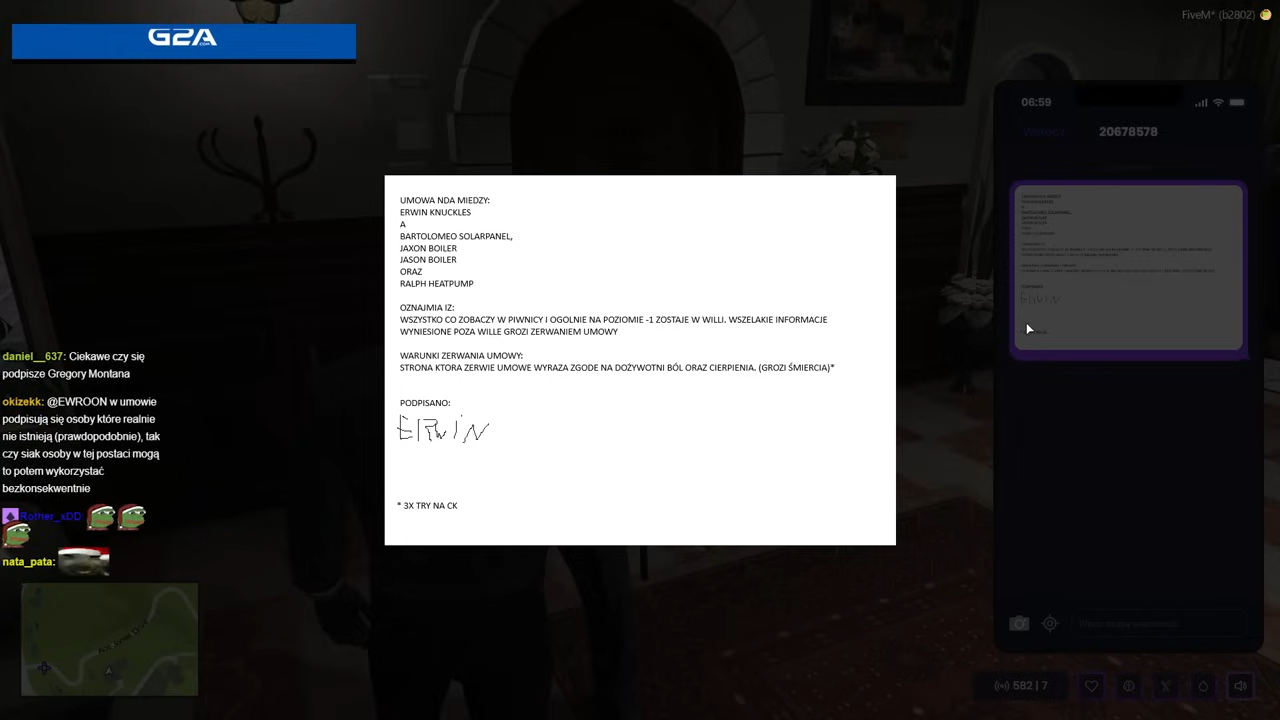 G2A
.COM
FiveM* (b2802)
06:59
Wstecz
20678578
UMOWA NDA MIEDZY:
ERWIN KNUCKLES
A
BARTOLOMEO SOLARPANEL,
JAXON BOILER
JASON BOILER
ORAZ
RALPH HEATPUMP
OZNAJMIA IZ:
WSZYSTKO CO ZOBACZY W PIWNICY I OGOLNIE NA POZIOMIE -1 ZOSTAJE W WILLI. WSZELAKIE INFORMACJE
WYNIESIONE POZA WILLE GROZI ZERWANIEM UMOWY
WARUNKI ZERWANIA UMOWY:
STRONA KTORA ZERWIE UMOWE WYRAZA ZGODE NA DOŻYWOTNI BÓL ORAZ CIERPIENIA. (GROZI ŚMIERCIA)*
PODPISANO:
ERWIN
* 3X TRY NA CK
daniel__637: Ciekawe czy się
podpisze Gregory Montana
okizekk: @EWROON w umowie
podpisują się osoby które realnie
nie istnieją (prawdopodobnie), tak
czy siak osoby w tej postaci mogą
to potem wykorzystać
bezkonsekwentnie
Rother_xDD:
nata_pata:
582 | 7